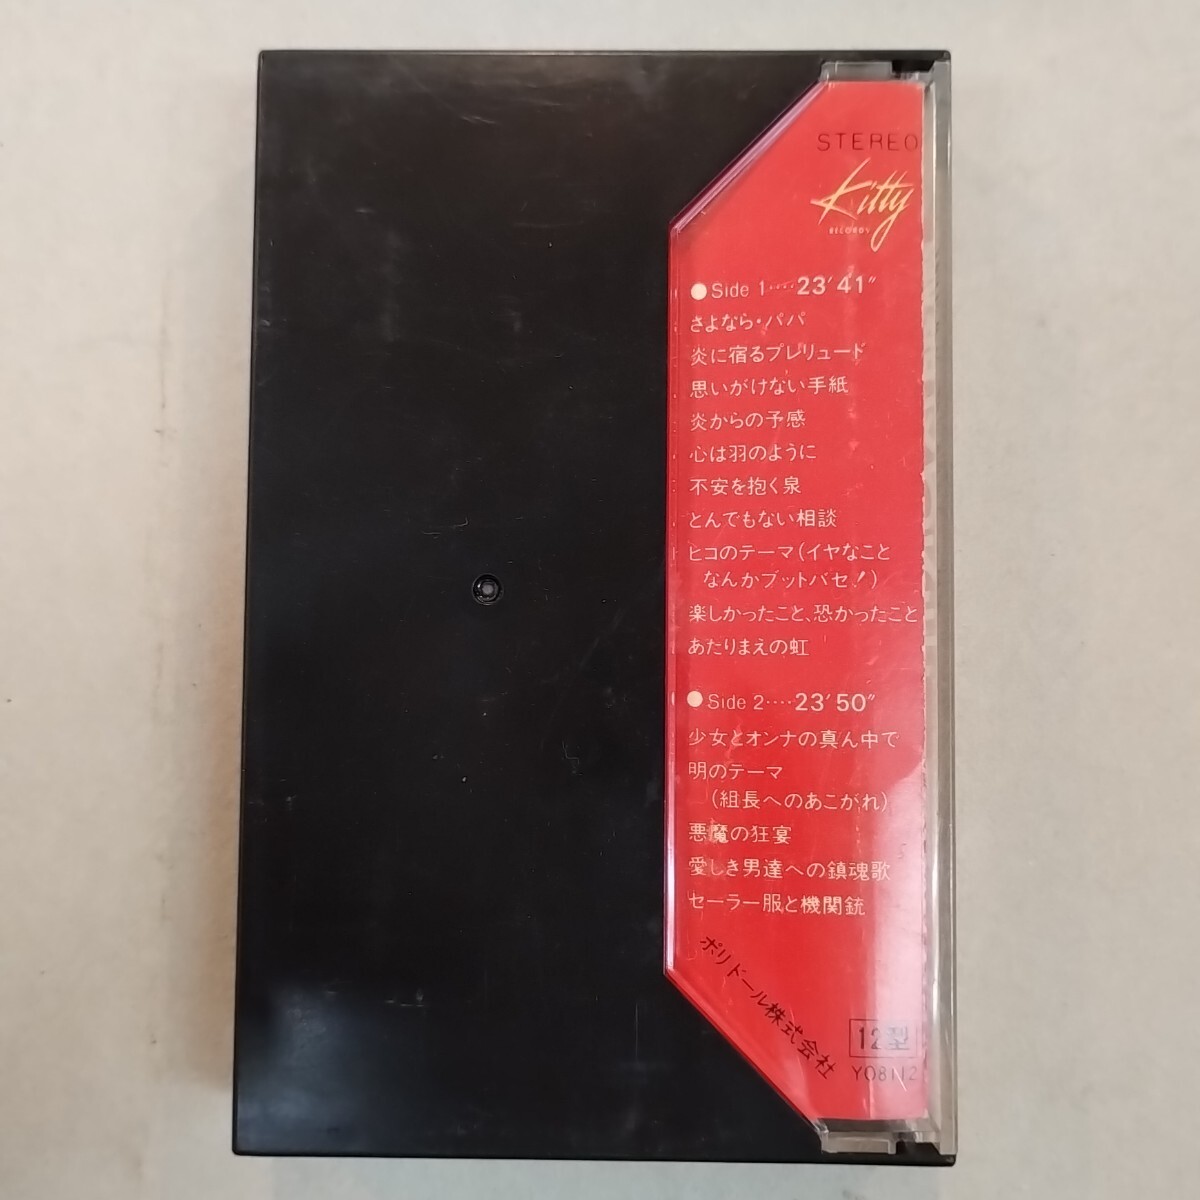 STEREO
Kitty
RECORDS
●Side 1····23′41″
さよなら・パパ
炎に宿るプレリュード
思いがけない手紙
炎からの予感
心は羽のように
不安を抱く泉
とんでもない相談
ヒコのテーマ(イヤなこと
なんかブットバセ!)
楽しかったこと、恐かったこと
あたりまえの虹
●Side 2····23′50″
少女とオンナの真ん中で
明のテーマ
(組長へのあこがれ)
悪魔の狂宴
愛しき男達への鎮魂歌
セーラー服と機関銃
ポリドール株式会社
12型
YO8112